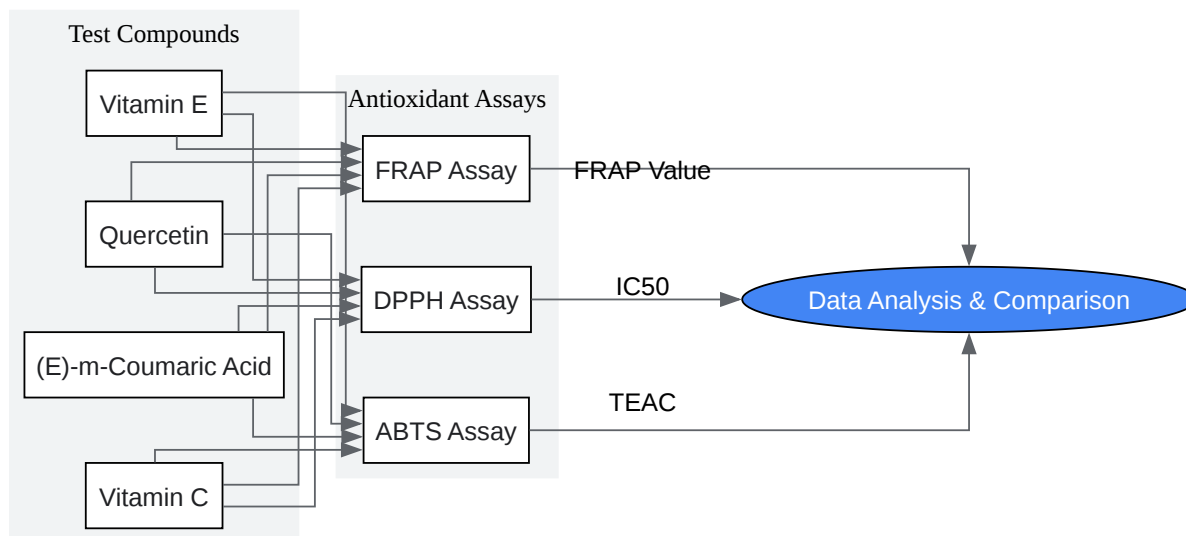 Test Compounds
Vitamin E
Quercetin
(E)-m-Coumaric Acid
Vitamin C
Antioxidant Assays
FRAP Assay
DPPH Assay
ABTS Assay
FRAP Value
IC50
TEAC
Data Analysis & Comparison